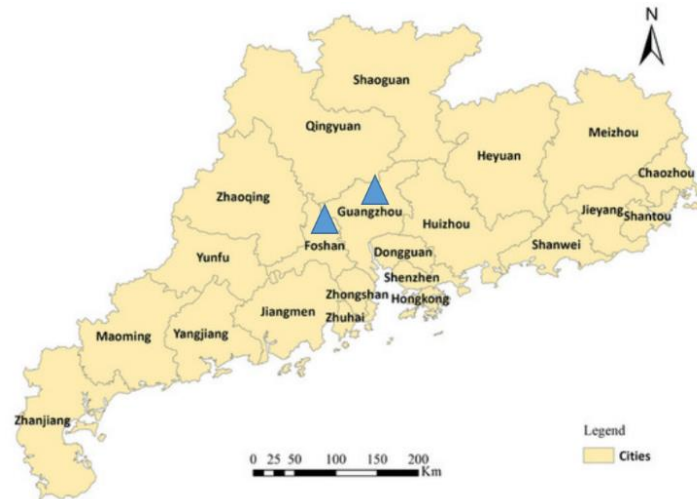 N
Shaoguan
Qingyuan
Meizhou
Heyuan
Chaozhou
Zhaoqing
Jieyang
Guangzhou
Shantou
Huizhou
Foshan
Dongguan
Shanwei
Yunfu
Shenzhen
Zhongshan
Hongkong
Jiangmen
Zhuhai
Maoming
Yangjiang
Zhanjiang
Legend
Cities
0 25 50 100 150 200
Km